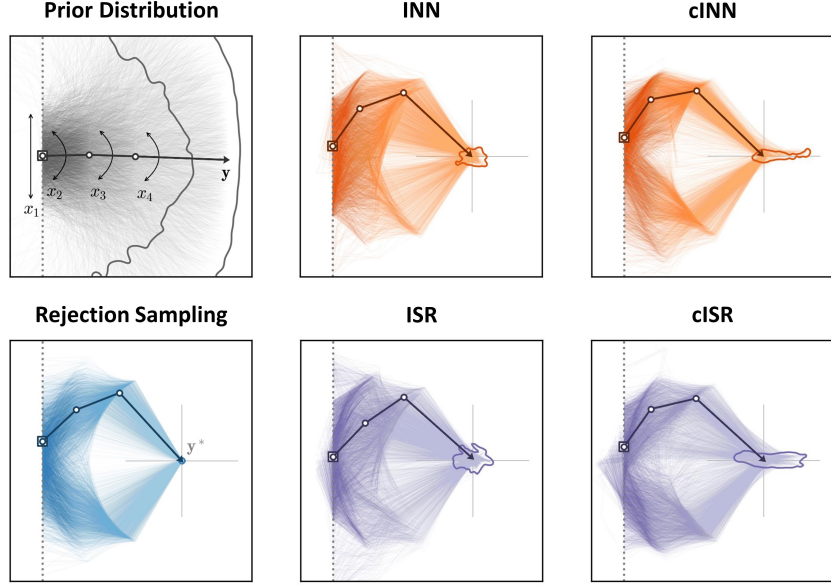 Prior Distribution
INN
cINN
x₁
x₂
x₃
x₄
y
Rejection Sampling
ISR
cISR
y*